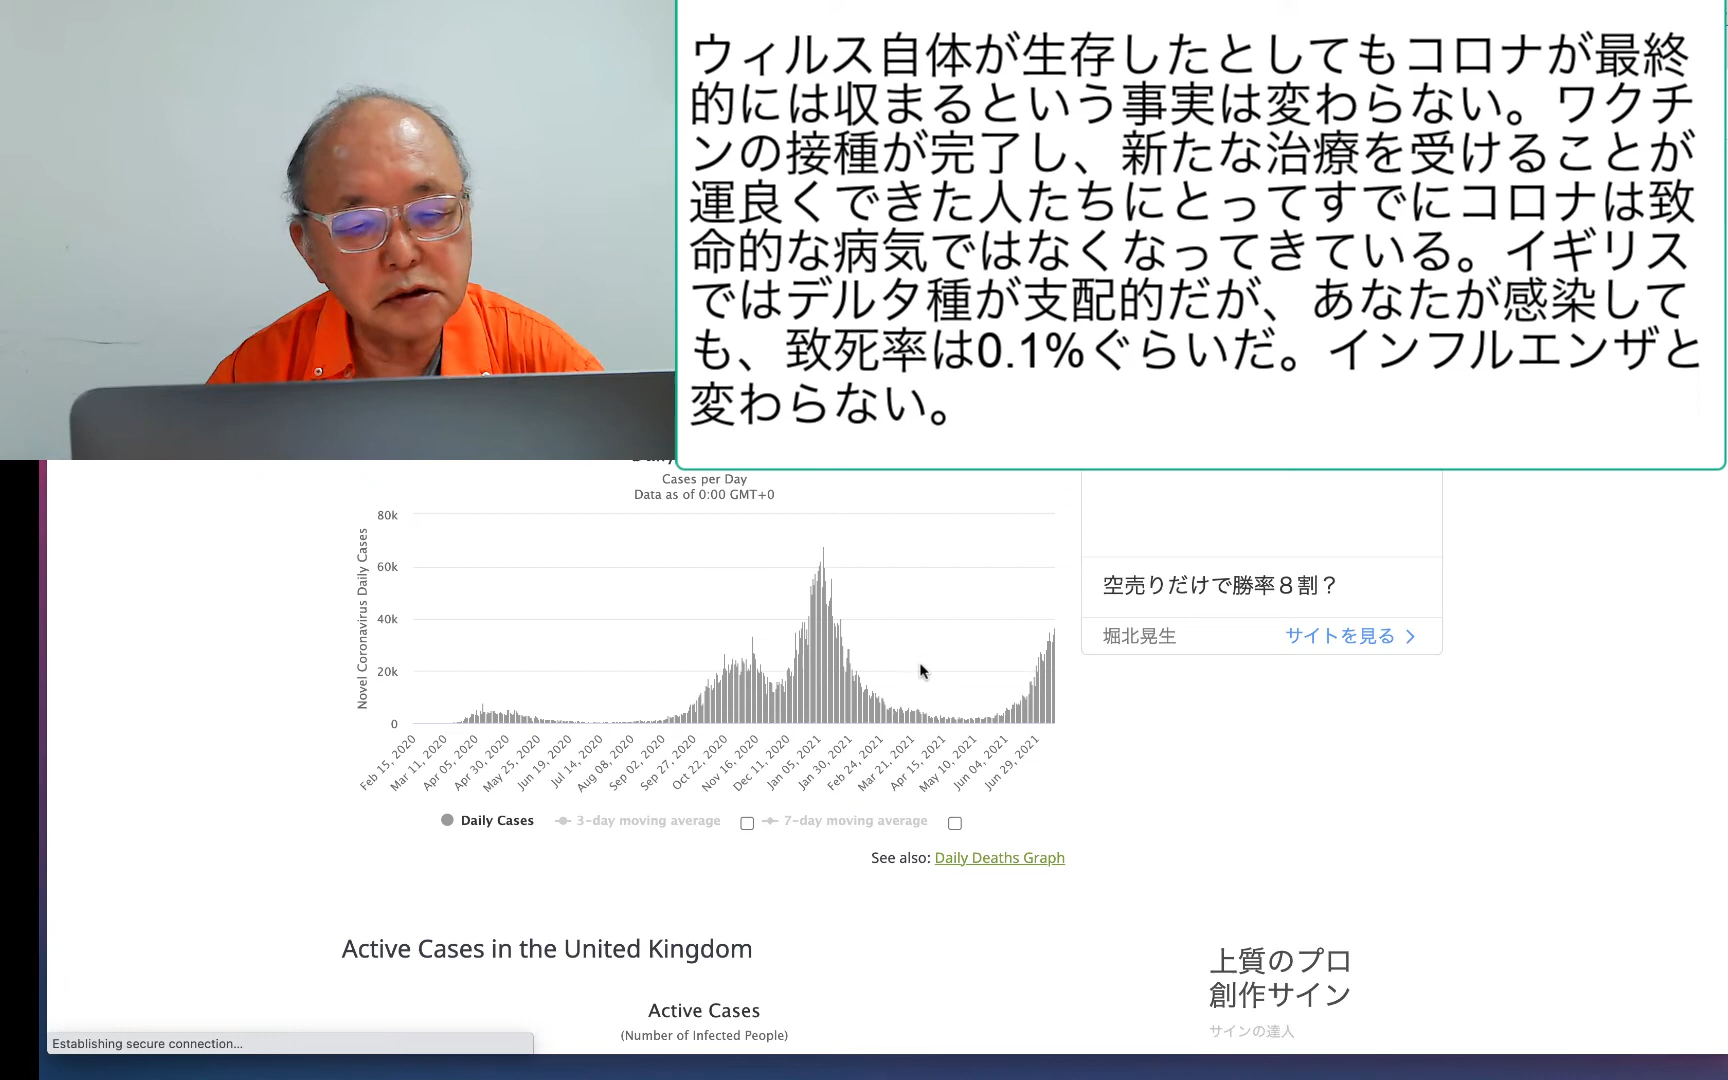 ウィルス自体が生存したとしてもコロナが最終
的には収まるという事実は変わらない。ワクチ
ンの接種が完了し、新たな治療を受けることが
運良くできた人たちにとってすでにコロナは致
命的な病気ではなくなってきている。イギリス
ではデルタ種が支配的だが、あなたが感染して
も、致死率は0.1%ぐらいだ。インフルエンザと
変わらない。
Cases per Day
Data as of 0:00 GMT+0
Novel Coronavirus Daily Cases
80k
60k
40k
20k
0
Feb 15, 2020
Mar 11, 2020
Apr 05, 2020
Apr 30, 2020
May 25, 2020
Jun 19, 2020
Jul 14, 2020
Aug 08, 2020
Sep 02, 2020
Sep 27, 2020
Oct 22, 2020
Nov 16, 2020
Dec 11, 2020
Jan 05, 2021
Jan 30, 2021
Feb 24, 2021
Mar 21, 2021
Apr 15, 2021
May 10, 2021
Jun 04, 2021
Jun 29, 2021
Daily Cases 3-day moving average 7-day moving average
See also: Daily Deaths Graph
空売りだけで勝率８割？
堀北晃生 サイトを見る
Active Cases in the United Kingdom
Active Cases
(Number of Infected People)
上質のプロ
創作サイン
サインの達人
Establishing secure connection...